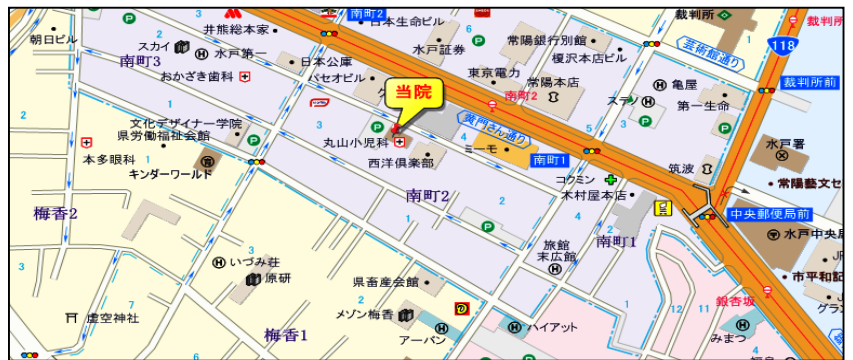 南町2
日本生命ビル
裁判所
裁判所
井熊総本家
朝日ビル
スカイ
水戸第一
水戸証券
常陽銀行別館
榎沢本店ビル
芸術館通り
118
南町3
日本公庫
おかざき歯科
パセオビル
東京電力
常陽本店
亀屋
裁判所前
当院
南町2
ステノ
第一生命
文化デザイナー学院
県労働福祉会館
黄門さん通り
丸山小児科
ミーモ
南町1
水戸署
本多眼科
キンダーワールド
西洋倶楽部
コクミン
筑波
木村屋本店
常陽藝文セ
梅香2
南町2
中央郵便局前
水戸中央
旅館
末広館
南町1
いづみ荘
原研
県畜産会館
市平和記
銀杏坂
虚空神社
メゾン梅香
梅香1
アーバン
ハイアット
みまつ
グラン